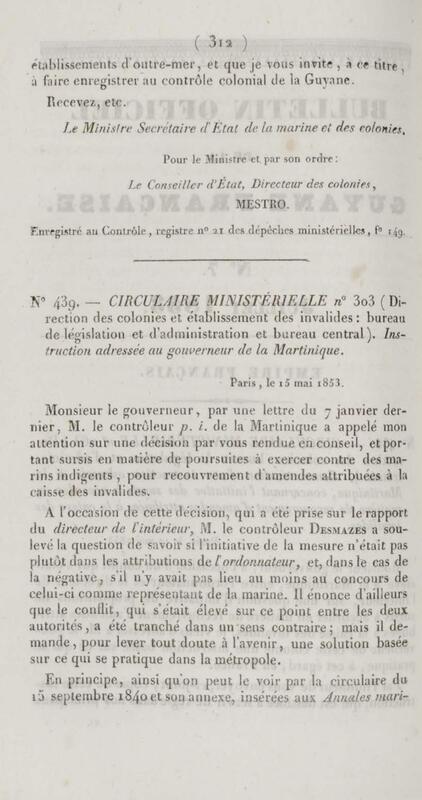 ( 312 )
établissements d'outre-mer, et que je vous invite, à ce titre,
à faire enregistrer au contrôle colonial de la Guyane.
Recevez, etc.
Le Ministre Secrétaire d'État de la marine et des colonies,
Pour le Ministre et par son ordre :
Le Conseiller d'État, Directeur des colonies,
MESTRO.
Enregistré au Contrôle, registre n° 21 des dépêches ministérielles, f° 149.
N° 439. — CIRCULAIRE MINISTÉRIELLE n° 303 (Di-
rection des colonies et établissement des invalides : bureau
de législation et d'administration et bureau central). Ins-
truction adressée au gouverneur de la Martinique.
Paris, le 15 mai 1853.
Monsieur le gouverneur, par une lettre du 7 janvier der-
nier, M. le contrôleur p. i. de la Martinique a appelé mon
attention sur une décision par vous rendue en conseil, et por-
tant sursis en matière de poursuites à exercer contre des ma-
rins indigents, pour recouvrement d'amendes attribuées à la
caisse des invalides.
A l'occasion de cette décision, qui a été prise sur le rapport
du directeur de l'intérieur, M. le contrôleur DESMAZES a sou-
levé la question de savoir si l'initiative de la mesure n'était pas
plutôt dans les attributions de l'ordonnateur, et, dans le cas de
la négative, s'il n'y avait pas lieu au moins au concours de
celui-ci comme représentant de la marine. Il énonce d'ailleurs
que le conflit, qui s'était élevé sur ce point entre les deux
autorités, a été tranché dans un sens contraire; mais il de-
mande, pour lever tout doute à l'avenir, une solution basée
sur ce qui se pratique dans la métropole.
En principe, ainsi qu'on peut le voir par la circulaire du
15 septembre 1840 et son annexe, insérées aux Annales mari-